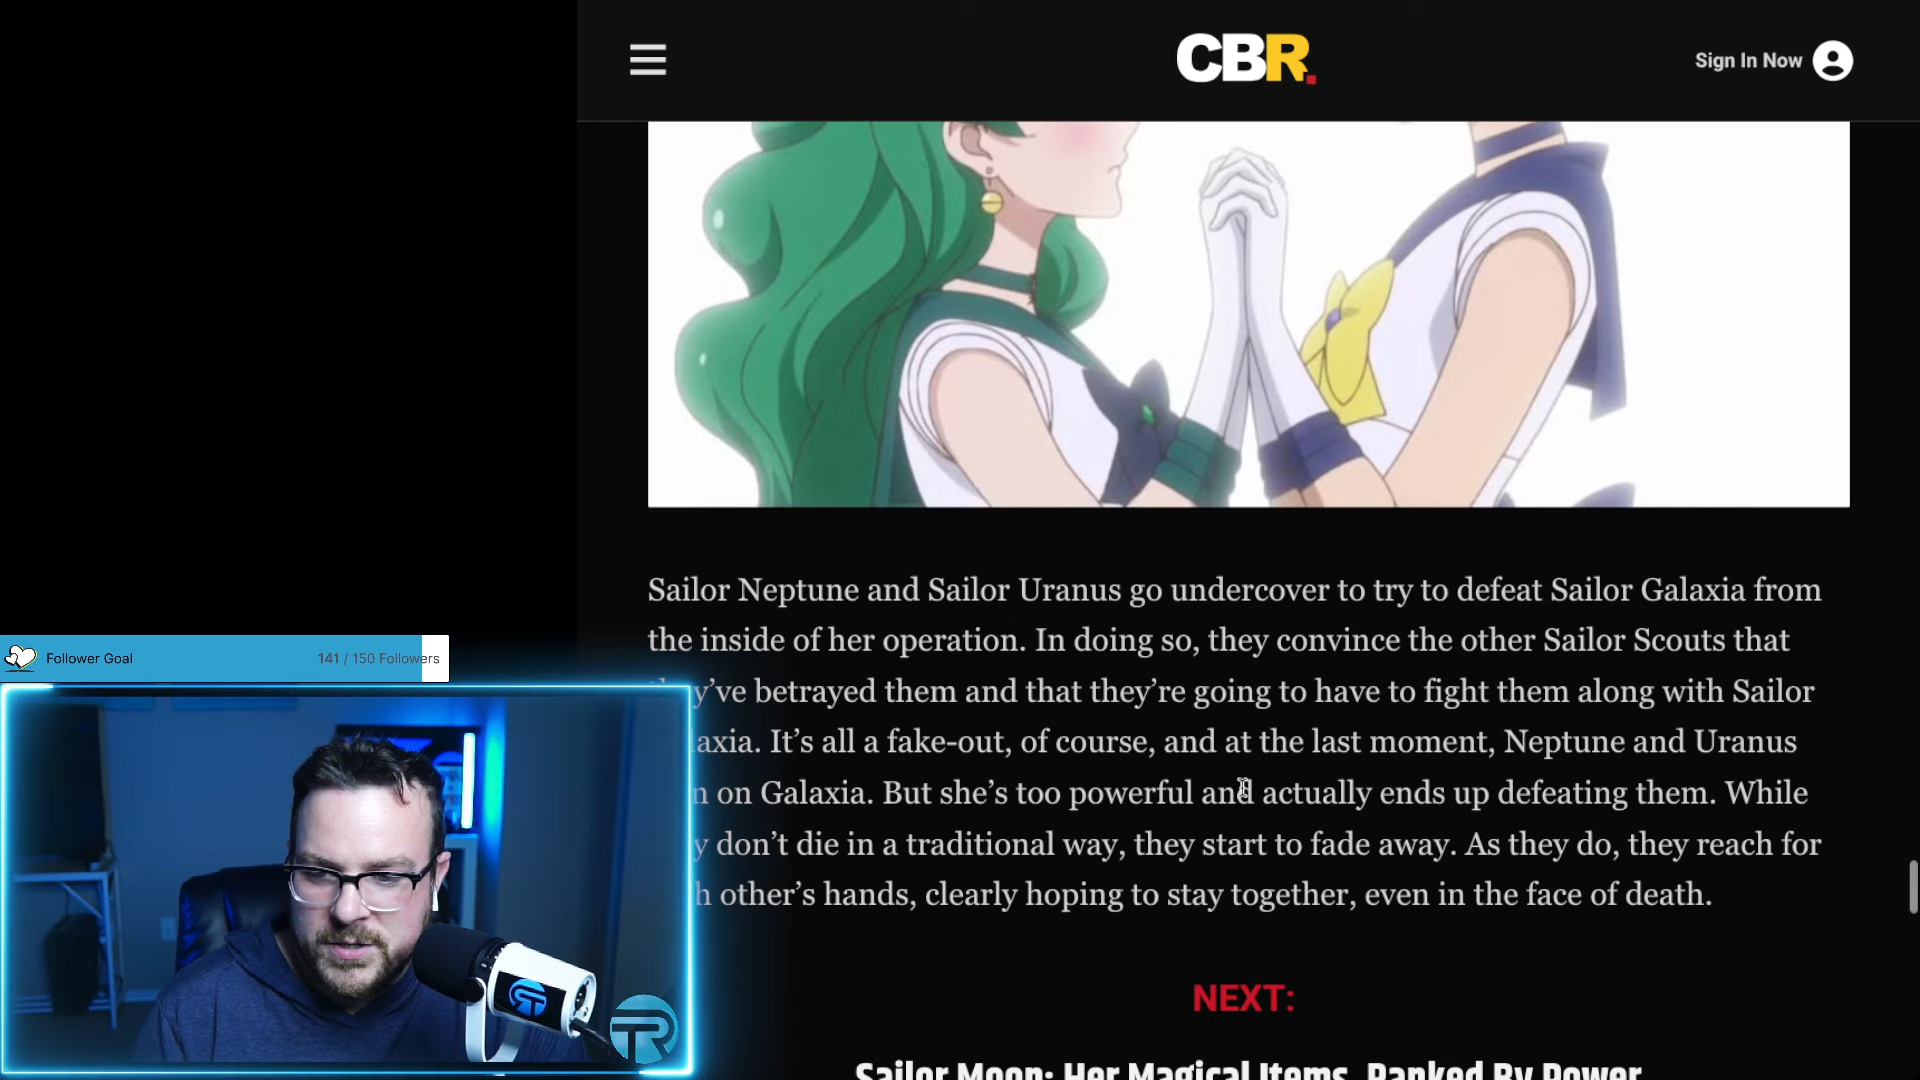 CBR.
Sign In Now
Sailor Neptune and Sailor Uranus go undercover to try to defeat Sailor Galaxia from
the inside of her operation. In doing so, they convince the other Sailor Scouts that
y've betrayed them and that they're going to have to fight them along with Sailor
axia. It's all a fake-out, of course, and at the last moment, Neptune and Uranus
n on Galaxia. But she's too powerful and actually ends up defeating them. While
y don't die in a traditional way, they start to fade away. As they do, they reach for
h other's hands, clearly hoping to stay together, even in the face of death.
NEXT:
Sailor Moon: Her Magical Items, Ranked By Power
Follower Goal
141 / 150 Followers
TR